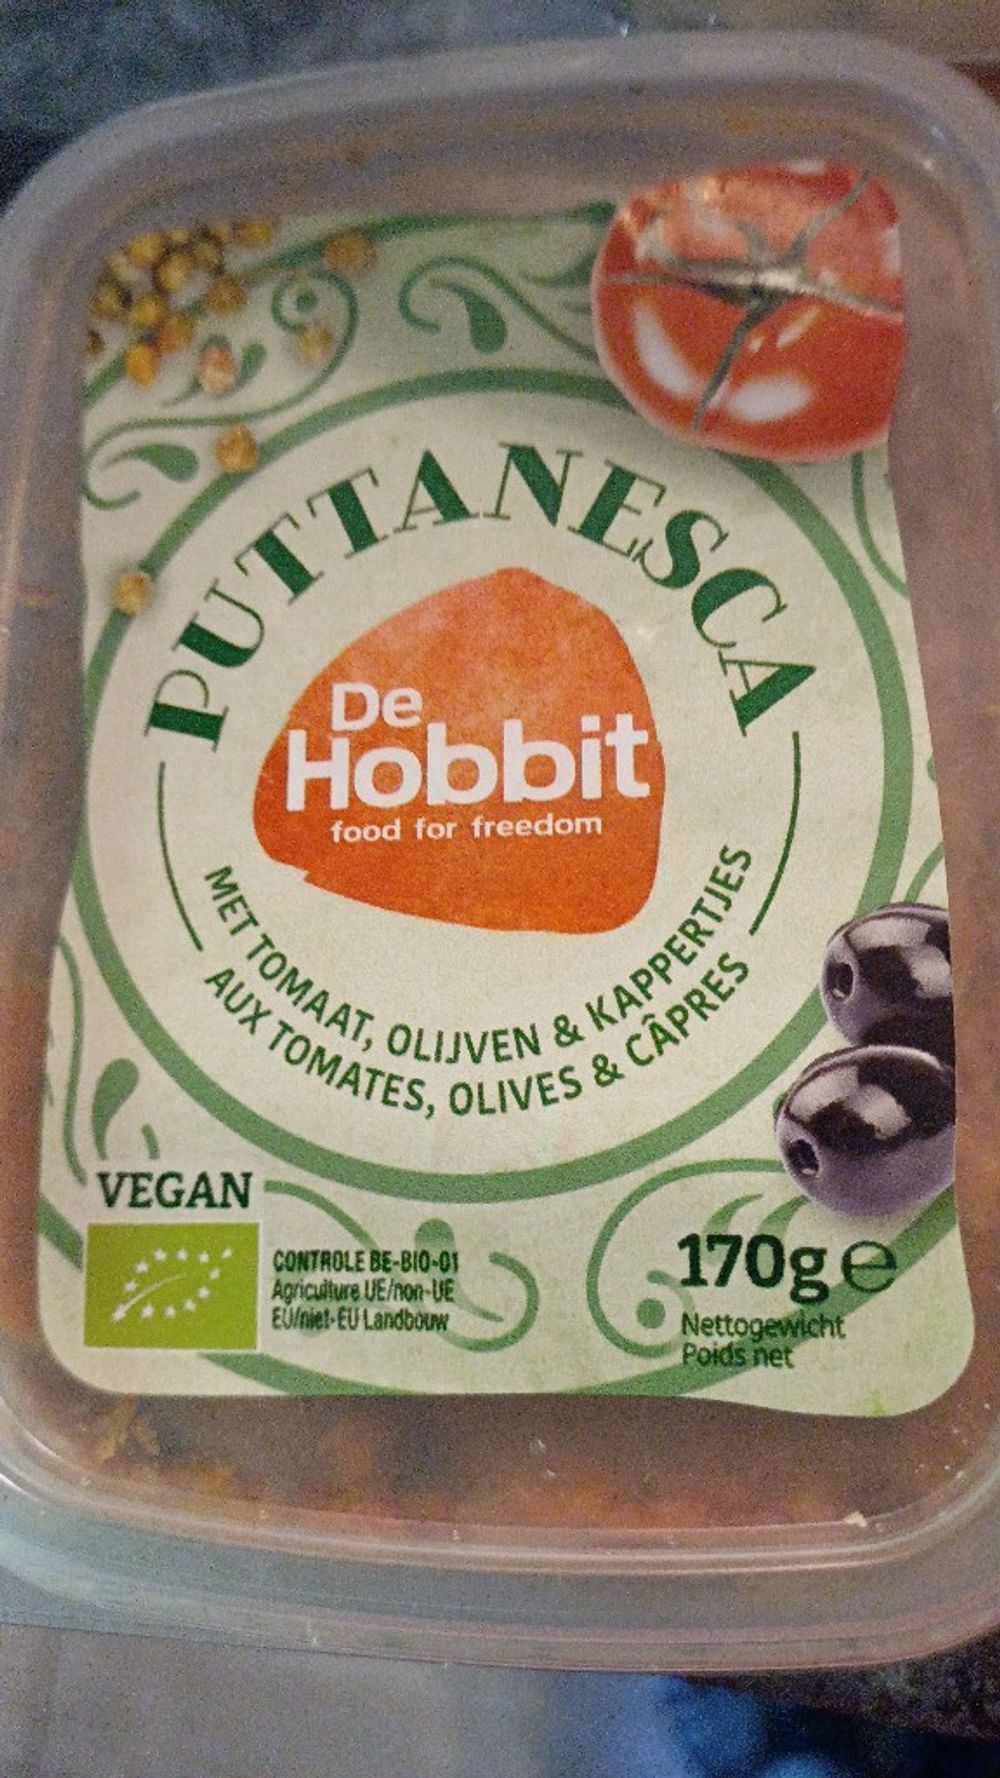 PUTTANESCA
De
Hobbit
food for freedom
MET TOMAAT, OLIJVEN & KAPPERTJES
AUX TOMATES, OLIVES & CÂPRES
VEGAN
CONTROLE BE-BIO-01
Agriculture UE/non-UE
EU/niet-EU Landbouw
170g e
Nettogewicht
Poids net